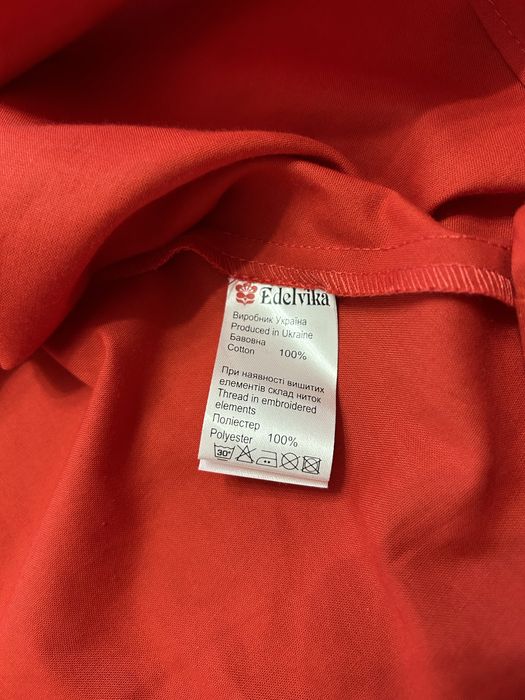 Edelvika
Виробник Україна
Produced in Ukraine
Бавовна
Cotton 100%
При наявності вишитих
елементів склад ниток
Thread in embroidered
elements
Поліестер
Polyester 100%
30°